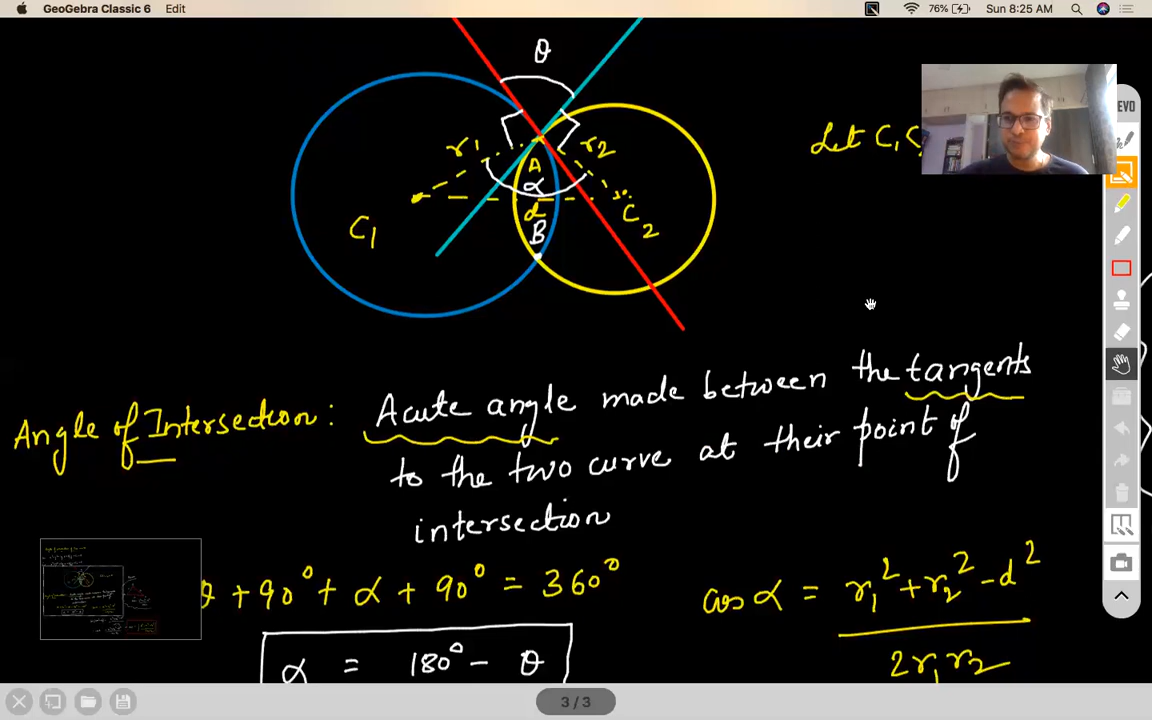 GeoGebra Classic 6 Edit
76% Sun 8:25 AM
θ
r1 r2
A
α
d
C1 B C2
Let C1 C
Angle of Intersection : Acute angle made between the tangents
to the two curve at their point of
intersection
θ + 90° + α + 90° = 360°
cos α = r1² + r2² - d²
2r1r2
α = 180° - θ
3 / 3